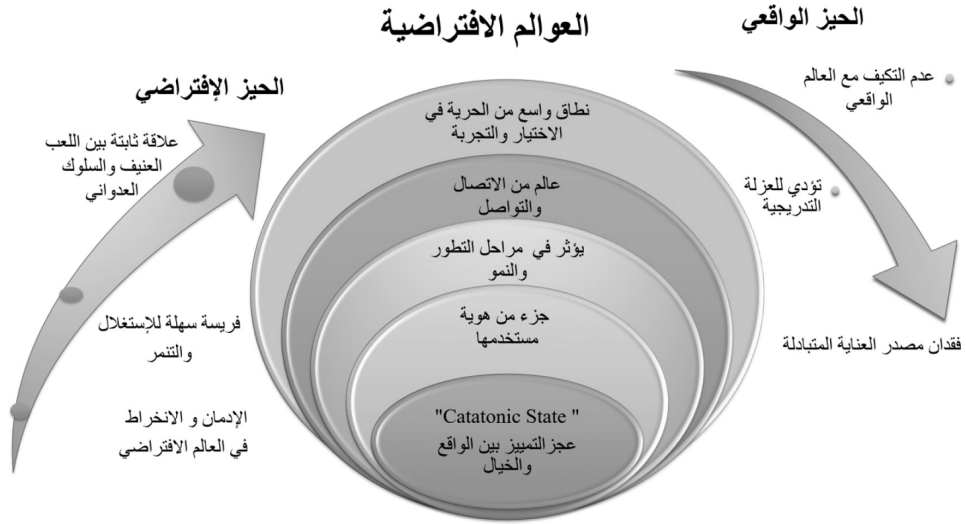 العوالم الافتراضية
الحيز الواقعي
عدم التكيف مع العالم
الواقعي
تؤدي للعزلة
التدريجية
فقدان مصدر العناية المتبادلة
نطاق واسع من الحرية في
الاختيار والتجربة
عالم من الاتصال
والتواصل
يؤثر في مراحل التطور
والنمو
جزء من هوية
مستخدمها
"Catatonic State "
عجزالتمييز بين الواقع
والخيال
الحيز الإفتراضي
علاقة ثابتة بين اللعب
العنيف والسلوك
العدواني
فريسة سهلة للإستغلال
والتنمر
الإدمان و الانخراط
في العالم الافتراضي